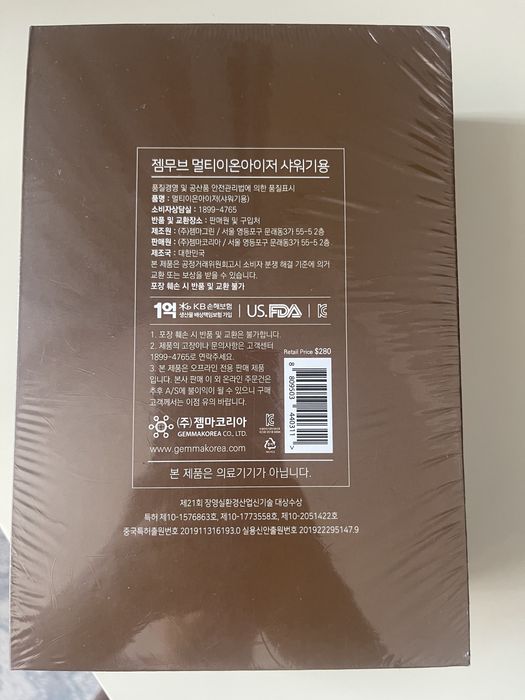 젬무브 멀티이온아이저 샤워기용
품질경영 및 공산품 안전관리법에 의한 품질표시
품명 : 멀티이온아이저(샤워기용)
소비자상담실 : 1899-4765
반품 및 교환장소 : 판매원 및 구입처
제조원 : (주)젬마그린 / 서울 영등포구 문래동3가 55-5 2층
판매원 : (주)젬마코리아 / 서울 영등포구 문래동3가 55-5 2층
제조국 : 대한민국
본 제품은 공정거래위원회고시 소비자 분쟁 해결 기준에 의거
교환 또는 보상을 받을 수 있습니다.
포장 훼손 시 반품 및 교환 불가
1억 KB손해보험
생산물 배상책임보험 가입
US.FDA
1. 포장 훼손 시 반품 및 교환은 불가합니다.
2. 제품의 고장이나 문의사항은 고객센터
1899-4765로 연락주세요.
3. 본 제품은 오프라인 전용 판매 제품
입니다. 본사 판매 이 외 온라인 주문건은
추후 A/S에 불이익이 될 수 있으니 구매
고객께서는 이점 유의 바랍니다.
Retail Price $280
8 809503 440311 >
(주)젬마코리아
GEMMAKOREA CO., LTD.
www.gemmakorea.com
본 제품은 의료기기가 아닙니다.
제21회 장영실환경산업신기술 대상수상
특허 제10-1576863호, 제10-1773558호, 제10-2051422호
중국특허출원번호 201911316193.0 실용신안출원번호 201922295147.9